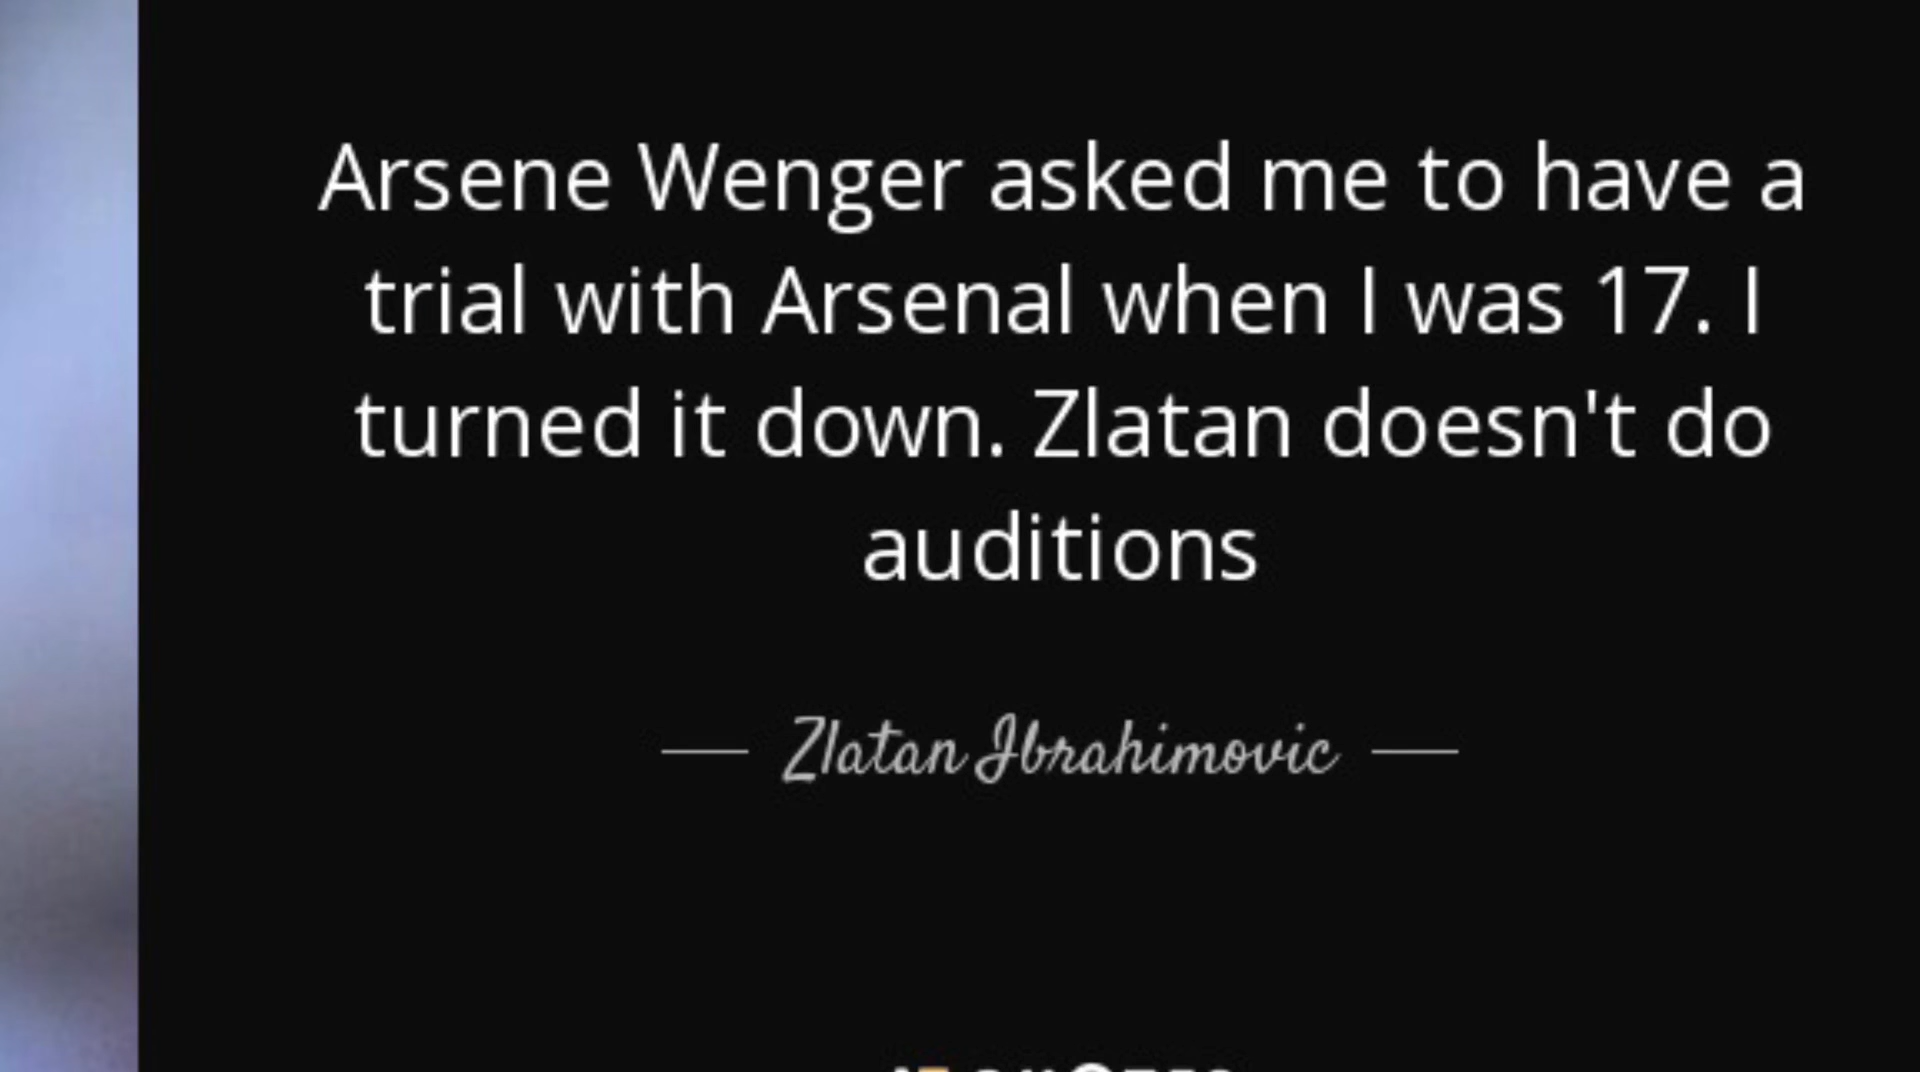 Arsene Wenger asked me to have a
trial with Arsenal when I was 17. I
turned it down. Zlatan doesn't do
auditions
— Zlatan Ibrahimovic —